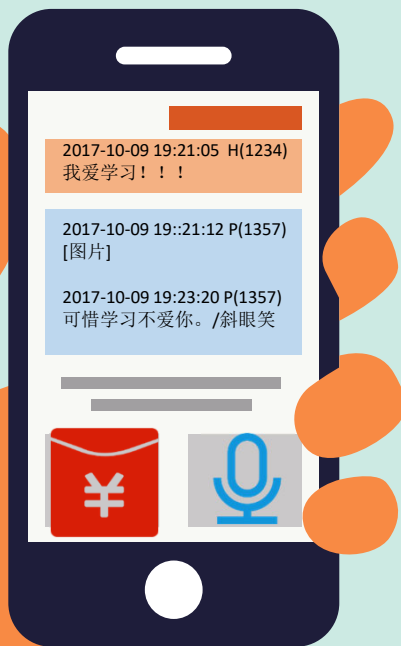 2017-10-09 19:21:05 H(1234)
我爱学习！！！
2017-10-09 19::21:12 P(1357)
[图片]
2017-10-09 19:23:20 P(1357)
可惜学习不爱你。/斜眼笑
¥